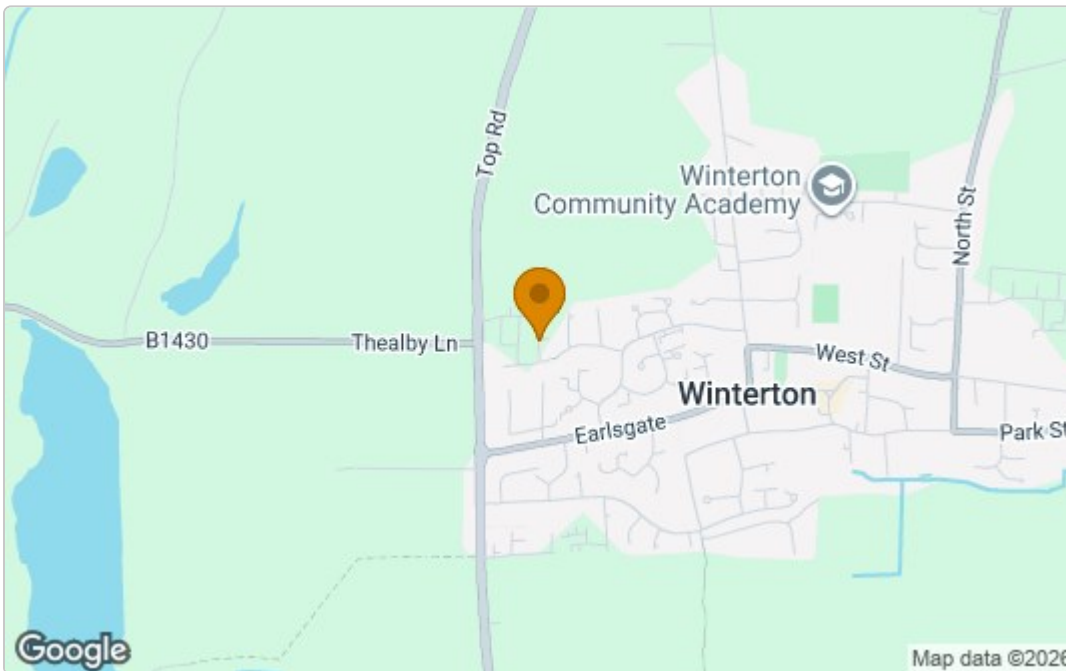 Top Rd
Winterton
Community Academy
North St
B1430
Thealby Ln
West St
Winterton
Earlsgate
Park St
Google
Map data ©2026